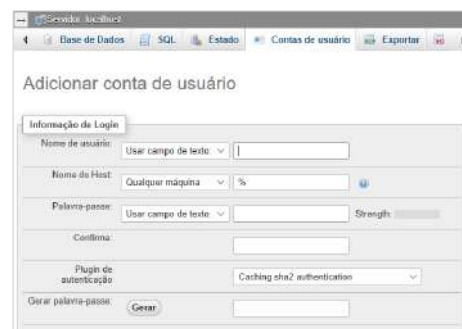 Servidor: localhost
Base de Dados SQL Estado Contas de usuário Exportar
Adicionar conta de usuário
Informação de Login
Nome de usuário: Usar campo de texto:
Nome de Host: Qualquer máquina %
Palavra-passe: Usar campo de texto: Strength:
Confirma:
Plugin de
autenticação Caching sha2 authentication
Gerar palavra-passe: Gerar